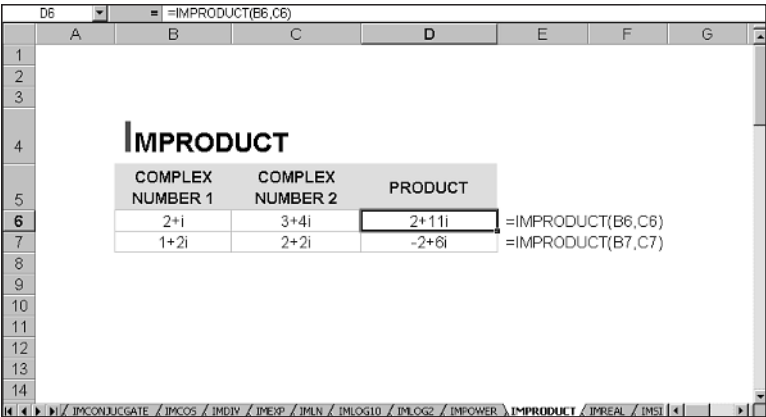 D6 = =IMPRODUCT(B6,C6)
A B C D E F G
1
2
3
4 IMPRODUCT
COMPLEX COMPLEX
5 NUMBER 1 NUMBER 2 PRODUCT
6 2+i 3+4i 2+11i =IMPRODUCT(B6,C6)
7 1+2i 2+2i -2+6i =IMPRODUCT(B7,C7)
8
9
10
11
12
13
14
IMCONJUCGATE IMCOS IMDIV IMEXP IMLN IMLOG10 IMLOG2 IMPOWER IMPRODUCT IMREAL IMSI